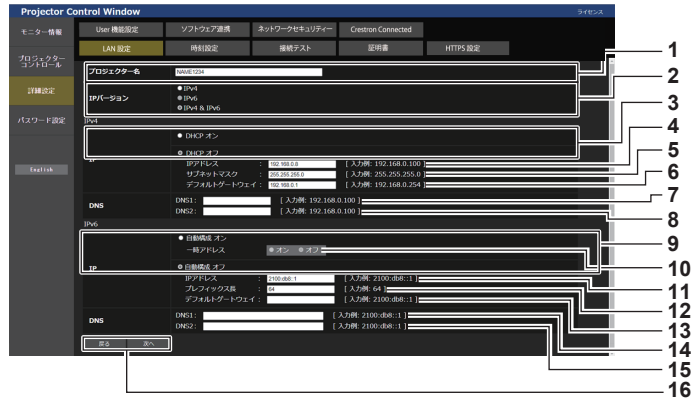 Projector Control Window
ライセンス
モニター情報
プロジェクター
コントロール
詳細設定
パスワード設定
English
User 機能設定 ソフトウェア連携 ネットワークセキュリティー Crestron Connected
LAN 設定 時刻設定 接続テスト 証明書 HTTPS 設定
プロジェクター名 NAME1234
IPバージョン
IPv4
IPv6
IPv4 & IPv6
IPv4
IP
DHCP オン
DHCP オフ
IPアドレス : 192.168.0.8 [ 入力例: 192.168.0.100 ]
サブネットマスク : 255.255.255.0 [ 入力例: 255.255.255.0 ]
デフォルトゲートウェイ : 192.168.0.1 [ 入力例: 192.168.0.254 ]
DNS
DNS1: [ 入力例: 192.168.0.100 ]
DNS2: [ 入力例: 192.168.0.100 ]
IPv6
IP
自動構成 オン
一時アドレス オン オフ
自動構成 オフ
IPアドレス : 2100:db8::1 [ 入力例: 2100:db8::1 ]
プレフィックス長 : 64 [ 入力例: 64 ]
デフォルトゲートウェイ : [ 入力例: 2100:db8::1 ]
DNS
DNS1: [ 入力例: 2100:db8::1 ]
DNS2: [ 入力例: 2100:db8::1 ]
戻る 次へ
1
2
3
4
5
6
7
8
9
10
11
12
13
14
15
16